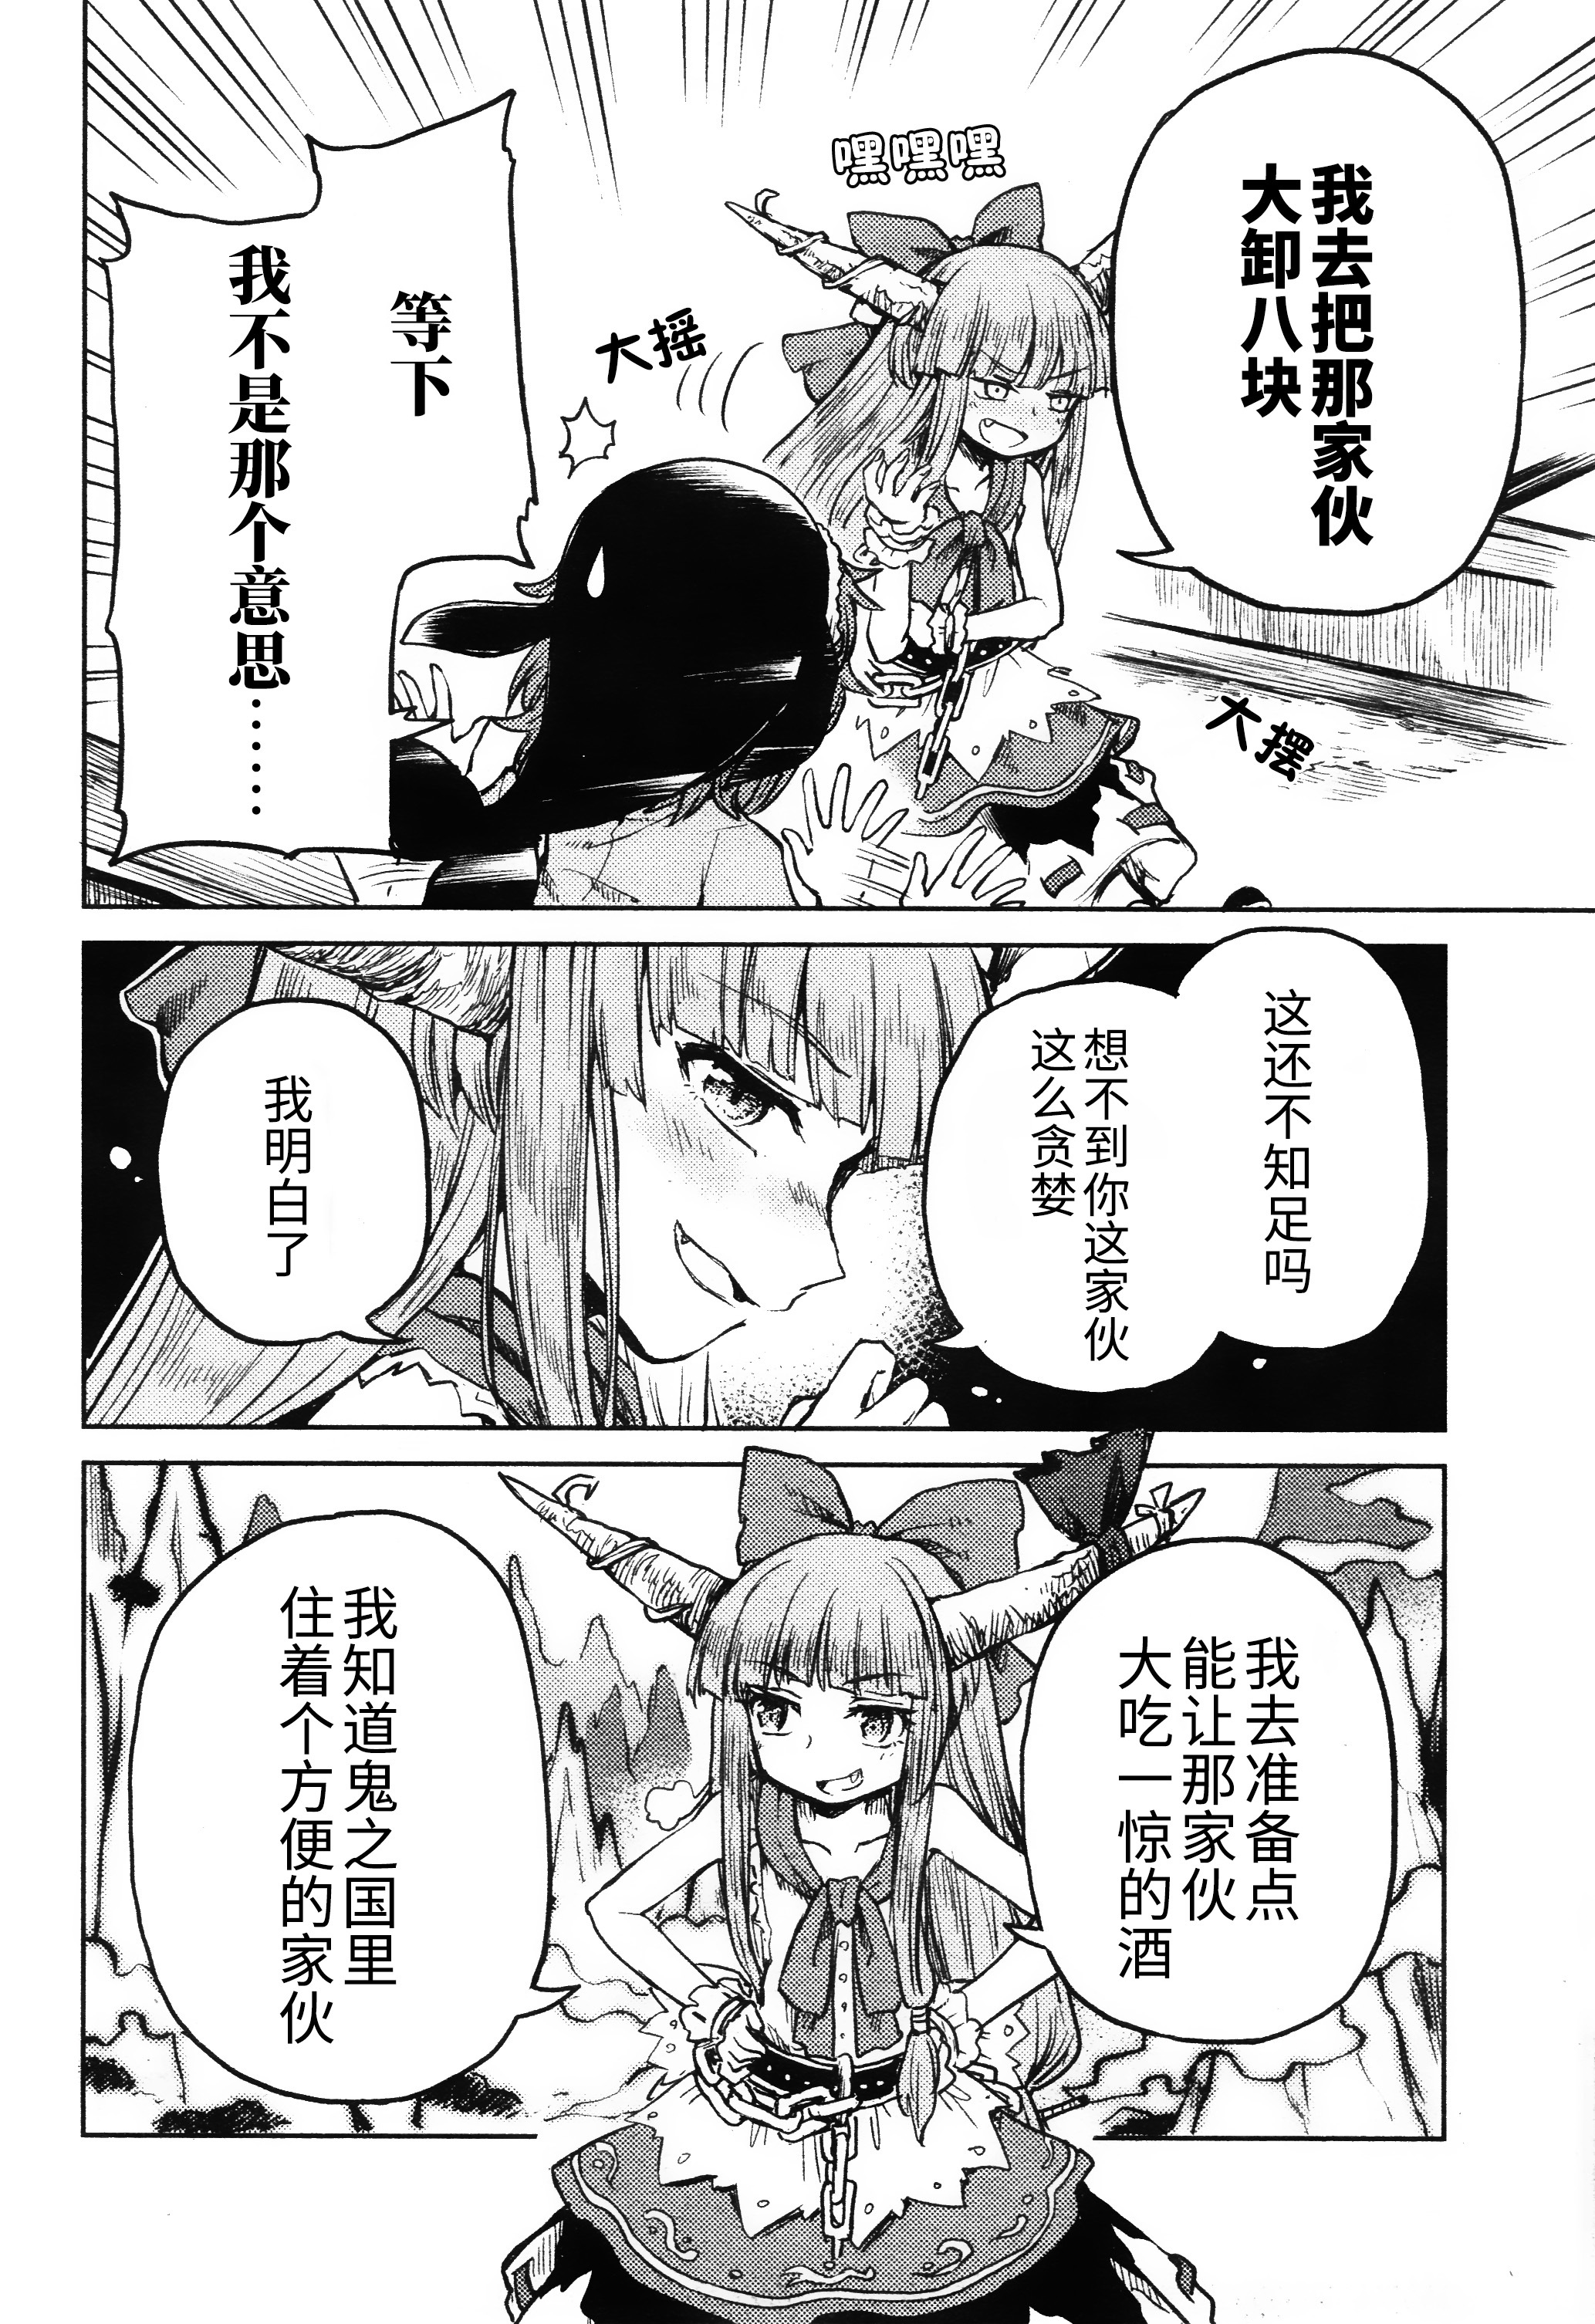 我去把那家伙
大卸八块
嘿嘿嘿
大摇
大摆
等下
我不是那个意思……
这还不知足吗
想不到你这家伙
这么贪婪
我明白了
我去准备点
能让那家伙
大吃一惊的酒
我知道鬼之国里
住着个方便的家伙